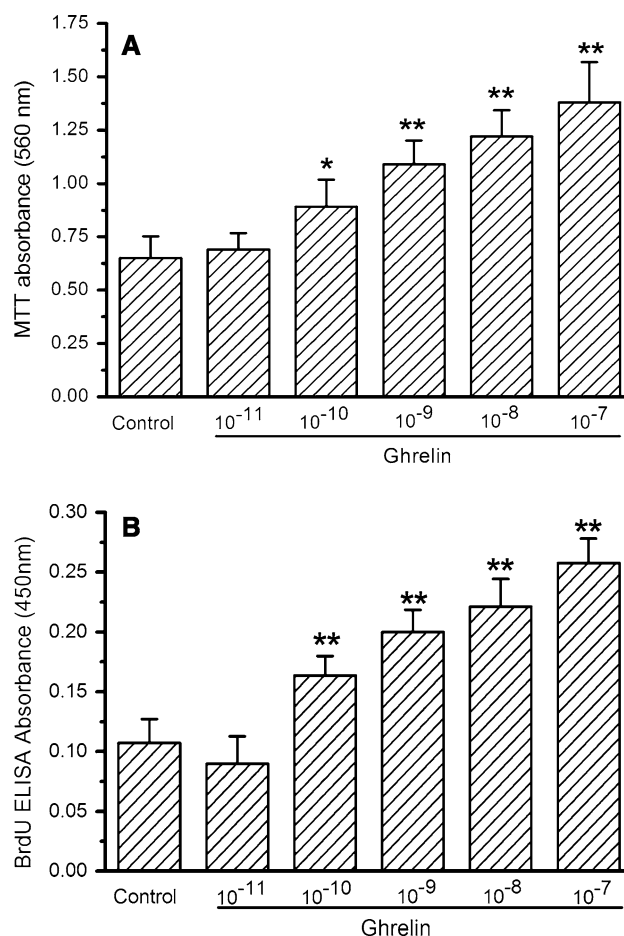 A
MTT absorbance (560 nm)
1.75
1.50
1.25
1.00
0.75
0.50
0.25
0.00
* ** ** **
Control 10-11 10-10 10-9 10-8 10-7
Ghrelin
B
BrdU ELISA Absorbance (450nm)
0.30
0.25
0.20
0.15
0.10
0.05
0.00
** ** ** **
Control 10-11 10-10 10-9 10-8 10-7
Ghrelin